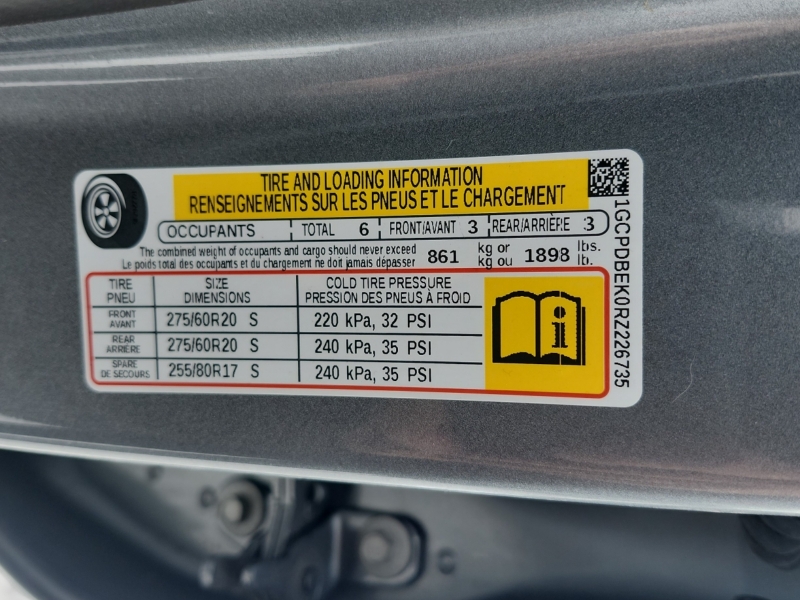 TIRE AND LOADING INFORMATION
RENSEIGNEMENTS SUR LES PNEUS ET LE CHARGEMENT
OCCUPANTS TOTAL 6 FRONT/AVANT 3 REAR/ARRIÈRE 3
The combined weight of occupants and cargo should never exceed 861 kg or 1898 lbs.
Le poids total des occupants et du chargement ne doit jamais dépasser kg ou lb.
TIRE SIZE COLD TIRE PRESSURE
PNEU DIMENSIONS PRESSION DES PNEUS À FROID
FRONT
AVANT 275/60R20 S 220 kPa, 32 PSI
REAR
ARRIÈRE 275/60R20 S 240 kPa, 35 PSI
SPARE
DE SECOURS 255/80R17 S 240 kPa, 35 PSI
i
1GCPDBEK0RZ226735